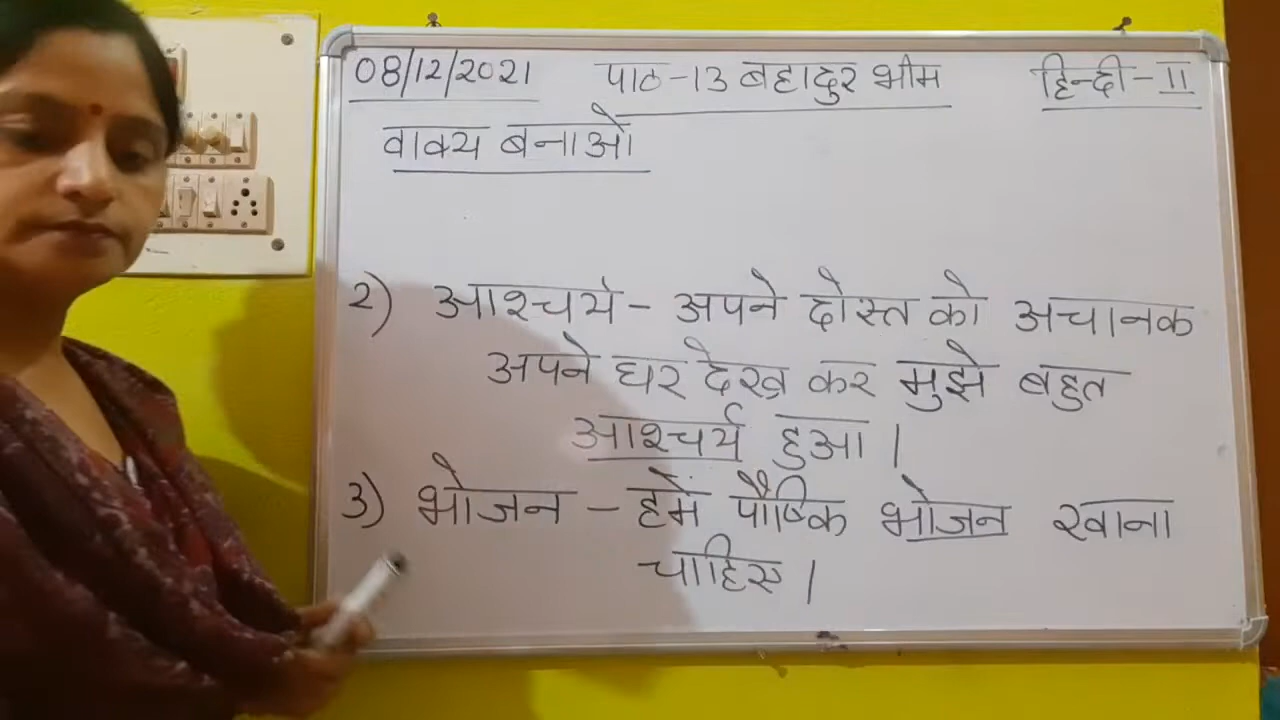 08/12/2021 पाठ-13 बहादुर भीम हिन्दी-II
वाक्य बनाओ
2) आश्चर्य - अपने दोस्त को अचानक
अपने घर देख कर मुझे बहुत
आश्चर्य हुआ।
3) भोजन - हमें पौष्टिक भोजन खाना
चाहिए।